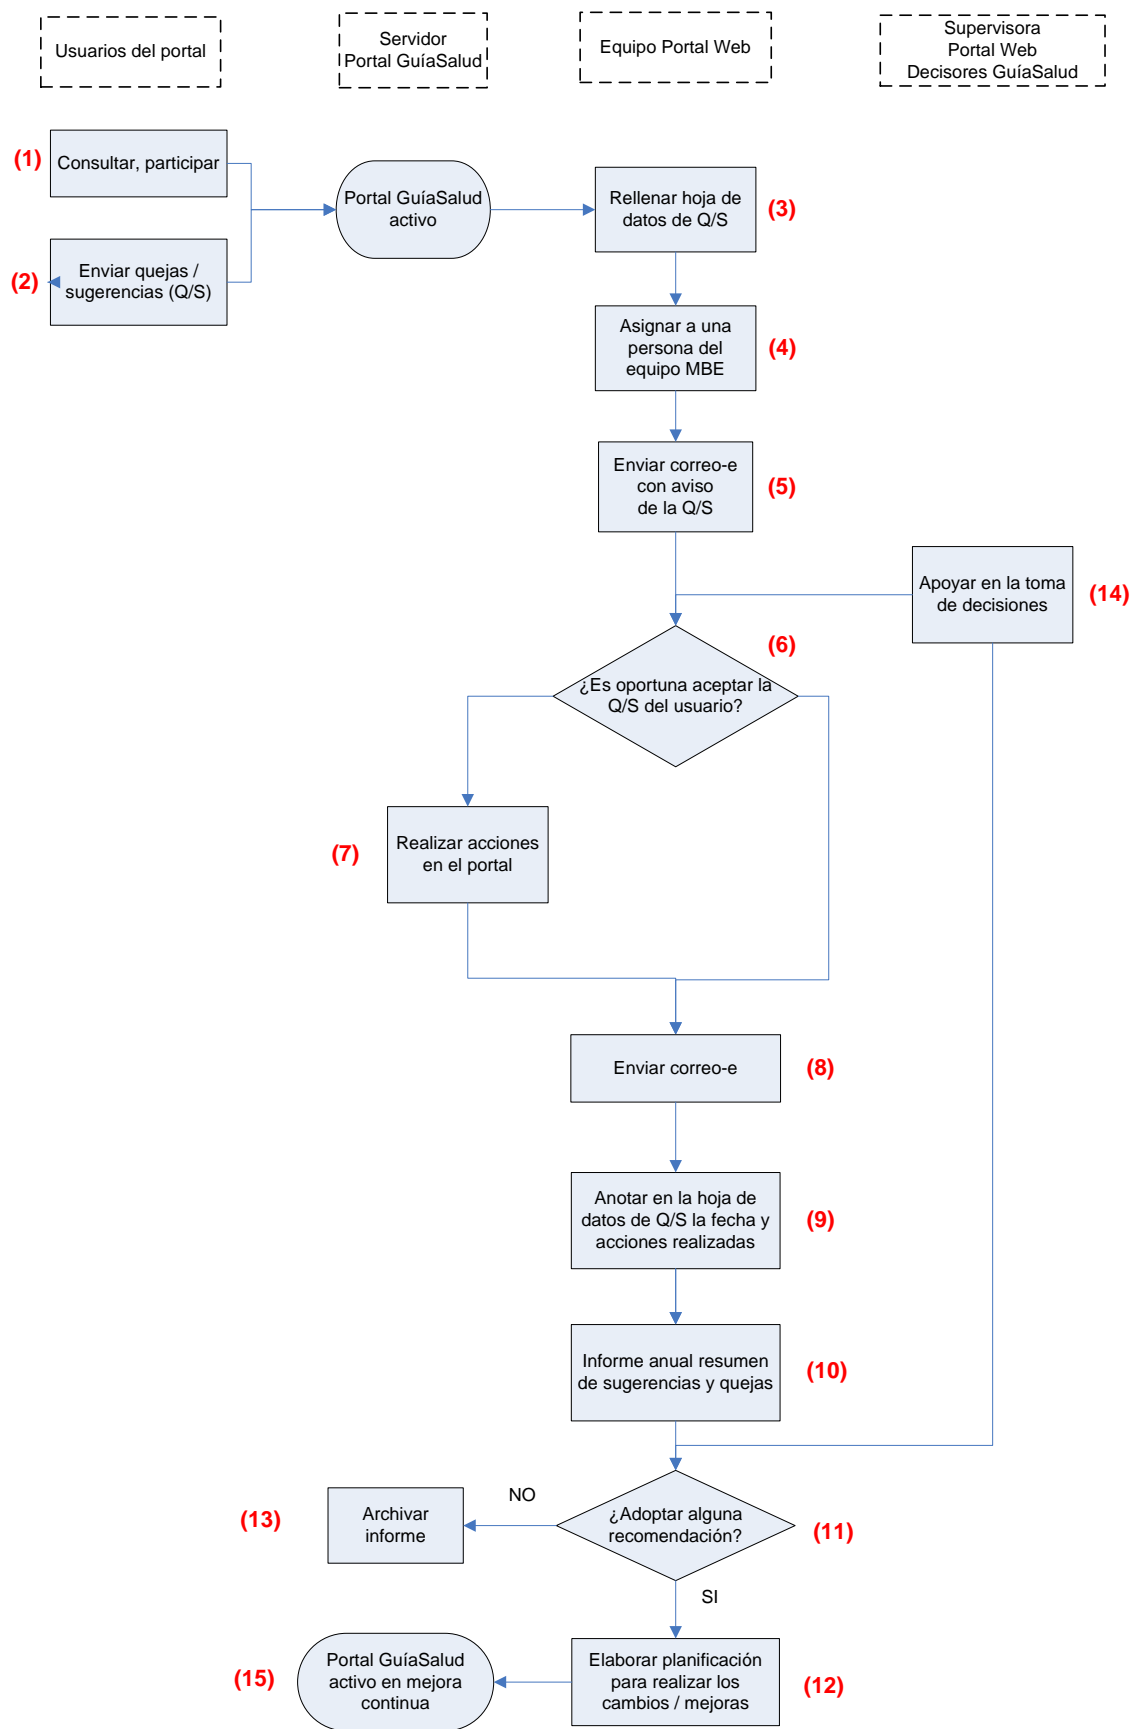 Usuarios del portal
Servidor
Portal GuíaSalud
Equipo Portal Web
Supervisora
Portal Web
Decisores GuíaSalud
(1)
Consultar, participar
(2)
Enviar quejas /
sugerencias (Q/S)
Portal GuíaSalud
activo
Rellenar hoja de
datos de Q/S
(3)
Asignar a una
persona del
equipo MBE
(4)
Enviar correo-e
con aviso
de la Q/S
(5)
Apoyar en la toma
de decisiones
(14)
(6)
¿Es oportuna aceptar la
Q/S del usuario?
(7)
Realizar acciones
en el portal
Enviar correo-e
(8)
Anotar en la hoja de
datos de Q/S la fecha y
acciones realizadas
(9)
Informe anual resumen
de sugerencias y quejas
(10)
(13)
Archivar
informe
NO
¿Adoptar alguna
recomendación?
(11)
SI
(15)
Portal GuíaSalud
activo en mejora
continua
Elaborar planificación
para realizar los
cambios / mejoras
(12)